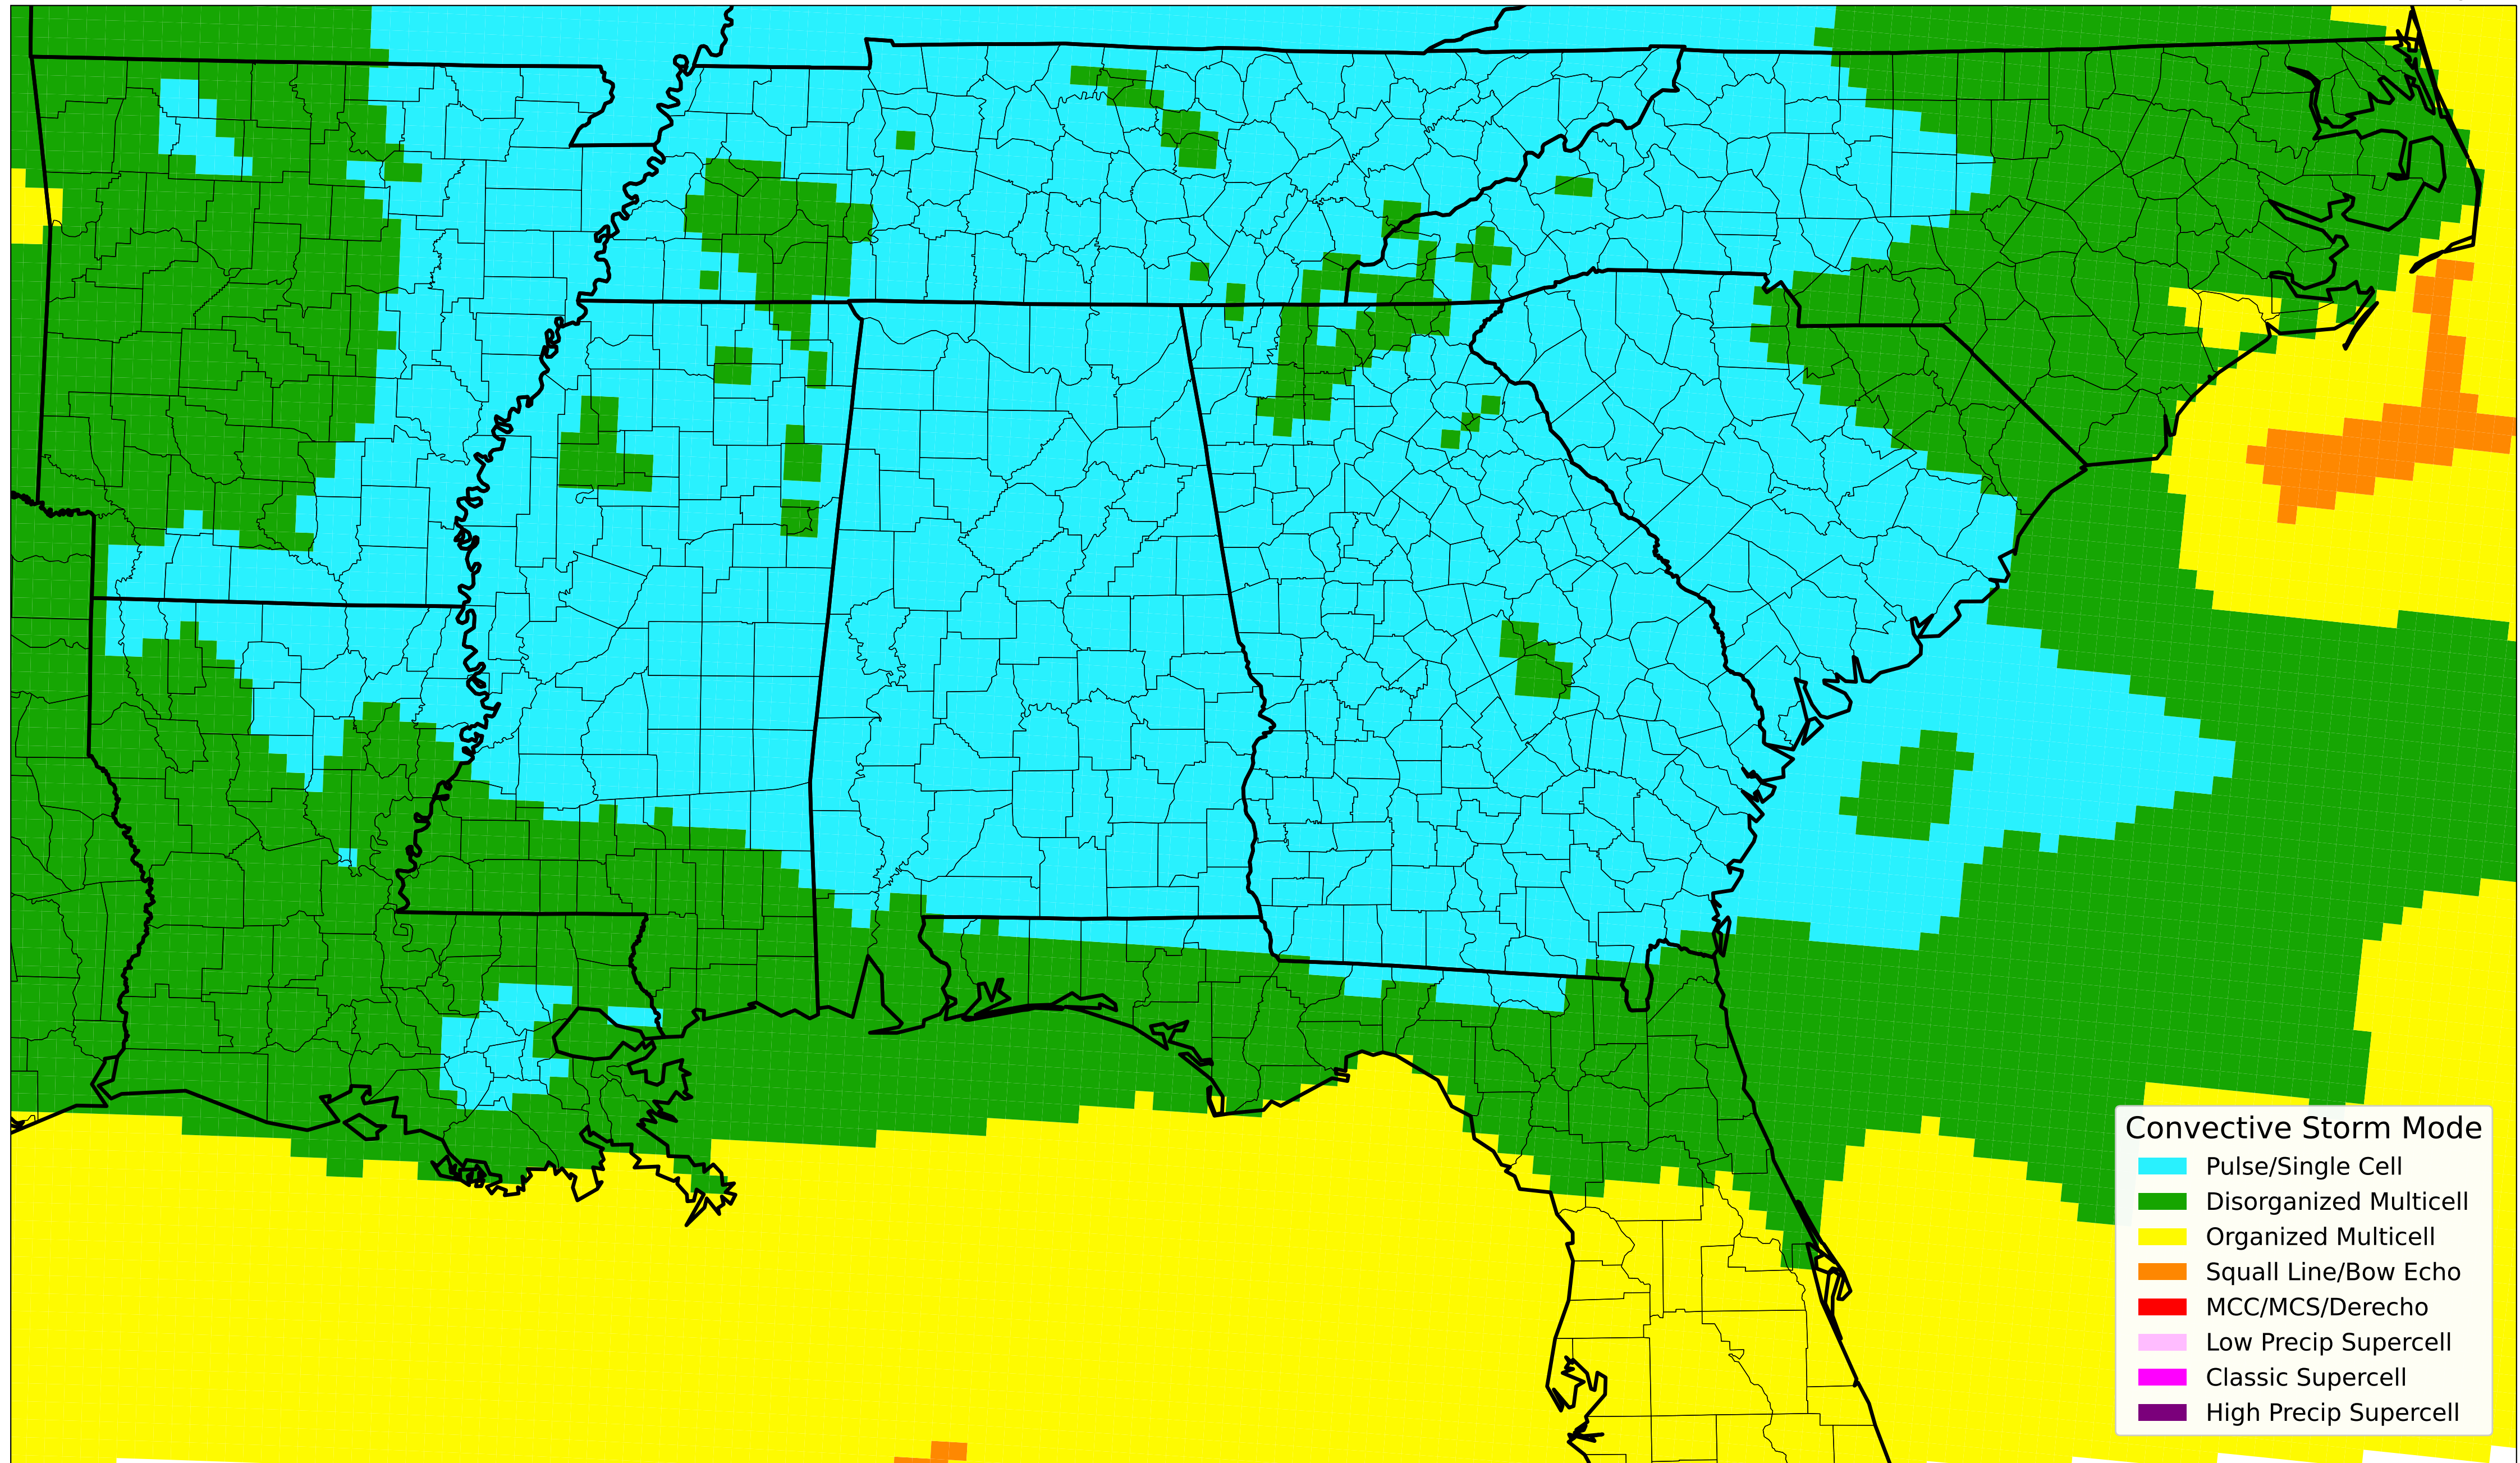 Convective Storm Mode
Pulse/Single Cell
Disorganized Multicell
Organized Multicell
Squall Line/Bow Echo
MCC/MCS/Derecho
Low Precip Supercell
Classic Supercell
High Precip Supercell